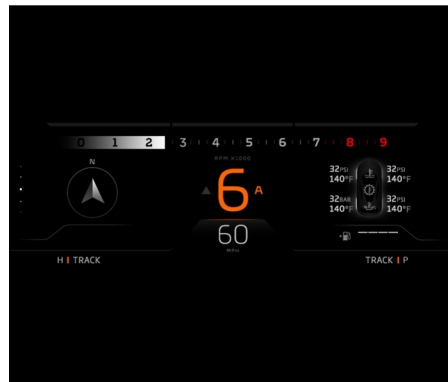 0 1 2 3 4 5 6 7 8 9
RPM X1000
N
6 A
32PSI 32PSI
140°F 140°F
32BAR 32PSI
140°F 140°F
60
MPH
H I TRACK
TRACK I P